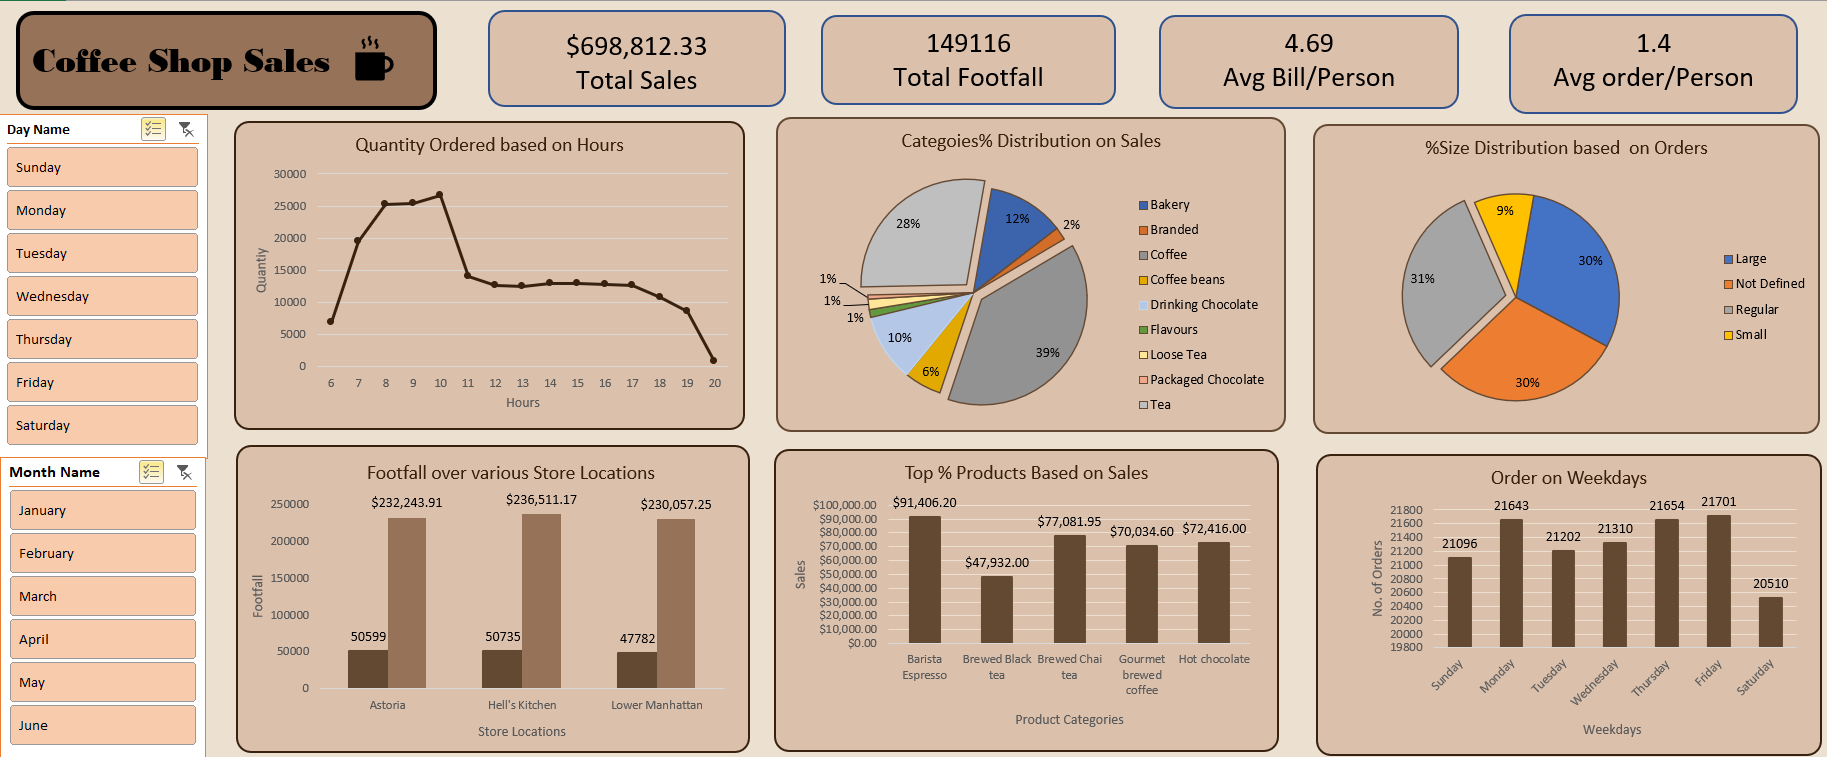 Coffee Shop Sales
$698,812.33
Total Sales
149116
Total Footfall
4.69
Avg Bill/Person
1.4
Avg order/Person
Day Name
Sunday
Monday
Tuesday
Wednesday
Thursday
Friday
Saturday
Month Name
January
February
March
April
May
June
Quantity Ordered based on Hours
30000
25000
20000
15000
10000
5000
0
Quantiy
6 7 8 9 10 11 12 13 14 15 16 17 18 19 20
Hours
Categoies% Distribution on Sales
28%
12%
2%
39%
6%
10%
1%
1%
1%
Bakery
Branded
Coffee
Coffee beans
Drinking Chocolate
Flavours
Loose Tea
Packaged Chocolate
Tea
%Size Distribution based on Orders
9%
30%
31%
30%
Large
Not Defined
Regular
Small
Footfall over various Store Locations
250000
200000
150000
100000
50000
0
Footfall
$232,243.91
$236,511.17
$230,057.25
50599
50735
47782
Astoria
Hell's Kitchen
Lower Manhattan
Store Locations
Top % Products Based on Sales
$100,000.00
$90,000.00
$80,000.00
$70,000.00
$60,000.00
$50,000.00
$40,000.00
$30,000.00
$20,000.00
$10,000.00
$0.00
Sales
$91,406.20
$47,932.00
$77,081.95
$70,034.60
$72,416.00
Barista
Espresso
Brewed Black
tea
Brewed Chai
tea
Gourmet
brewed
coffee
Hot chocolate
Product Categories
Order on Weekdays
21800
21600
21400
21200
21000
20800
20600
20400
20200
20000
19800
No. of Orders
21096
21643
21202
21310
21654
21701
20510
Sunday
Monday
Tuesday
Wednesday
Thursday
Friday
Saturday
Weekdays